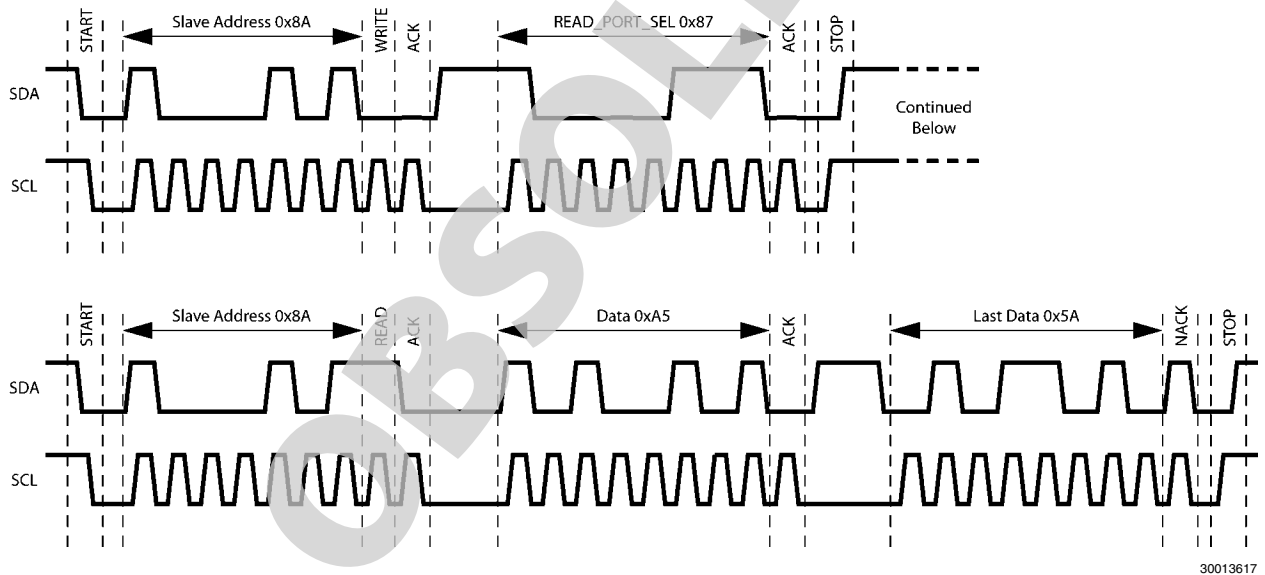 START
Slave Address 0x8A
WRITE
ACK
READ_PORT_SEL 0x87
ACK
STOP
SDA
Continued
Below
SCL
START
Slave Address 0x8A
READ
ACK
Data 0xA5
ACK
Last Data 0x5A
NACK
STOP
SDA
SCL
30013617